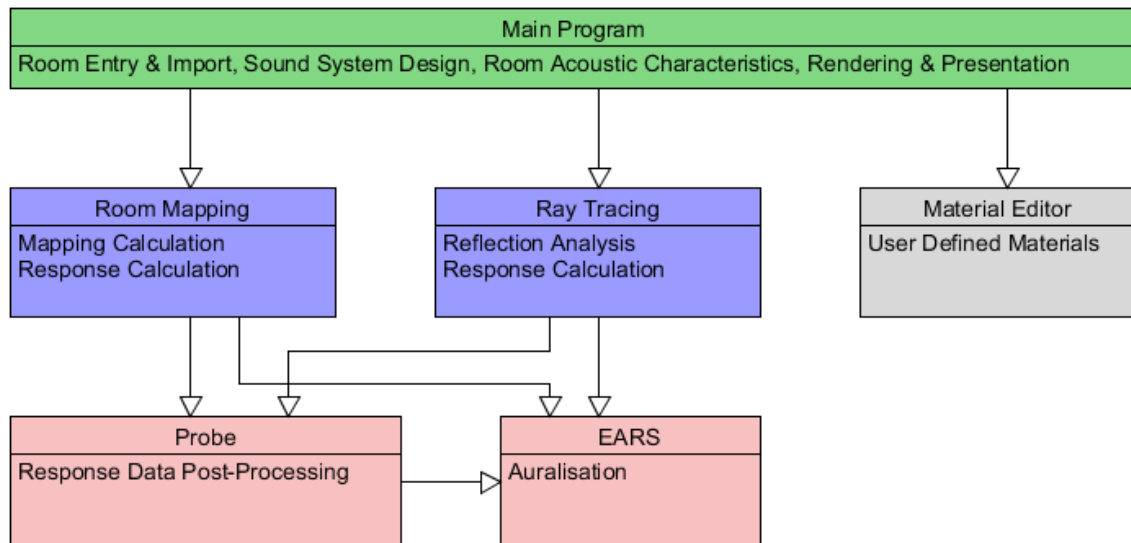 Main Program
Room Entry & Import, Sound System Design, Room Acoustic Characteristics, Rendering & Presentation
Room Mapping
Mapping Calculation
Response Calculation
Ray Tracing
Reflection Analysis
Response Calculation
Material Editor
User Defined Materials
Probe
Response Data Post-Processing
EARS
Auralisation